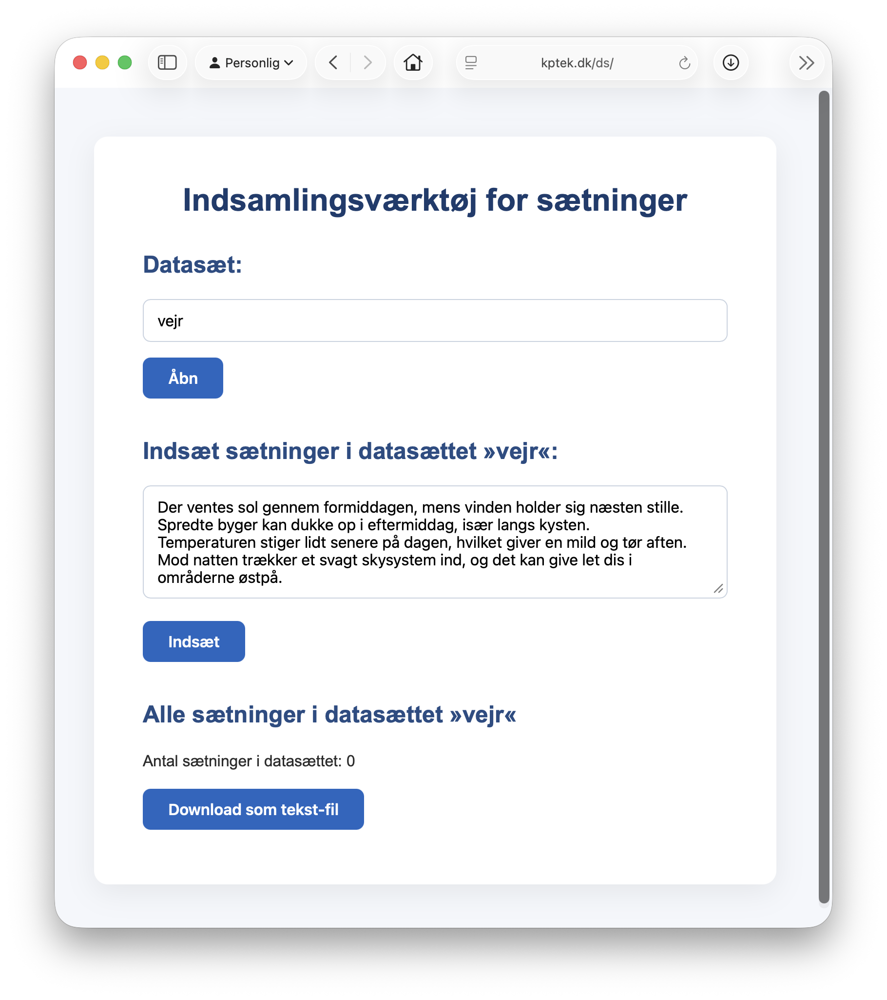 Personlig
kptek.dk/ds/
Indsamlingsværktøj for sætninger
Datasæt:
vejr
Åbn
Indsæt sætninger i datasættet »vejr«:
Der ventes sol gennem formiddagen, mens vinden holder sig næsten stille.
Spredte byger kan dukke op i eftermiddag, især langs kysten.
Temperaturen stiger lidt senere på dagen, hvilket giver en mild og tør aften.
Mod natten trækker et svagt skysystem ind, og det kan give let dis i
områderne østpå.
Indsæt
Alle sætninger i datasættet »vejr«
Antal sætninger i datasættet: 0
Download som tekst-fil